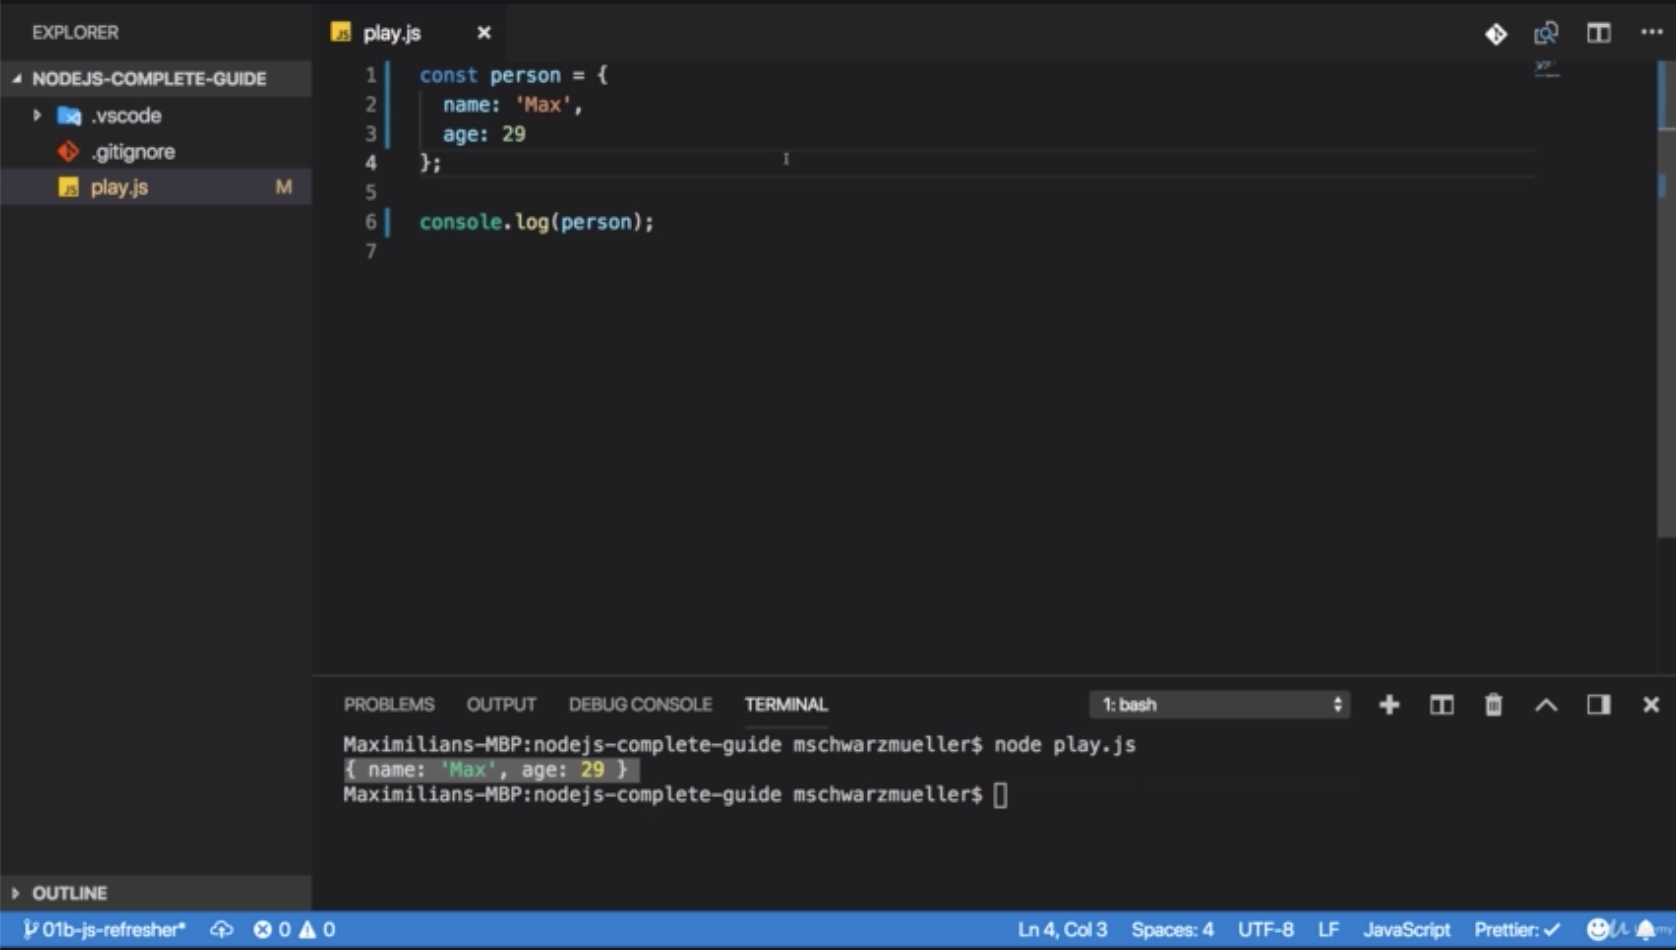 EXPLORER
NODEJS-COMPLETE-GUIDE
.vscode
.gitignore
play.js M
JS play.js
1 const person = {
2 name: 'Max',
3 age: 29
4 };
5
6 console.log(person);
7
PROBLEMS OUTPUT DEBUG CONSOLE TERMINAL 1: bash
Maximilians-MBP:nodejs-complete-guide mschwarzmueller$ node play.js
{ name: 'Max', age: 29 }
Maximilians-MBP:nodejs-complete-guide mschwarzmueller$
OUTLINE
01b-js-refresher* 0 0 Ln 4, Col 3 Spaces: 4 UTF-8 LF JavaScript Prettier: ✓